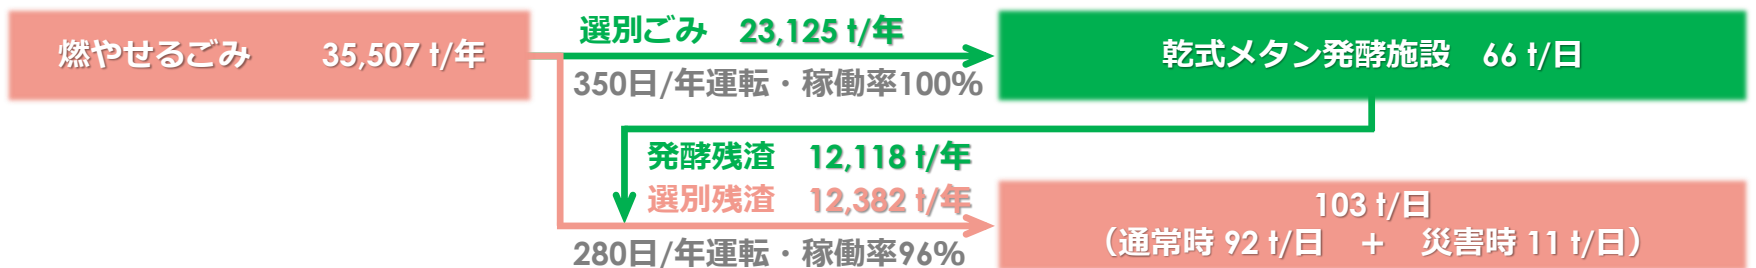 燃やせるごみ　35,507 t/年
選別ごみ　23,125 t/年
350日/年運転・稼働率100%
乾式メタン発酵施設　66 t/日
発酵残渣　12,118 t/年
選別残渣　12,382 t/年
280日/年運転・稼働率96%
103 t/日
（通常時 92 t/日　+　災害時 11 t/日）